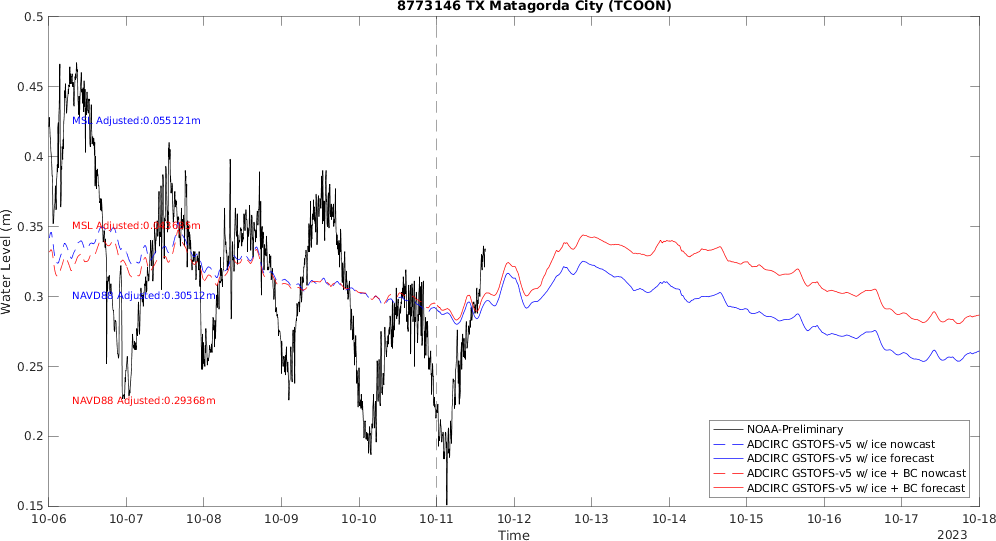 8773146 TX Matagorda City (TCOON)
0.5
0.45
0.4
0.35
0.3
0.25
0.2
0.15
Water Level (m)
MSL Adjusted:0.055121m
MSL Adjusted:
NAVD88 Adjusted:0.30512m
NAVD88 Adjusted:0.29368m
NOAA-Preliminary
ADCIRC GSTOFS-v5 w/ ice nowcast
ADCIRC GSTOFS-v5 w/ ice forecast
ADCIRC GSTOFS-v5 w/ ice + BC nowcast
ADCIRC GSTOFS-v5 w/ ice + BC forecast
10-06 10-07 10-08 10-09 10-10 10-11 10-12 10-13 10-14 10-15 10-16 10-17 10-18
Time
2023